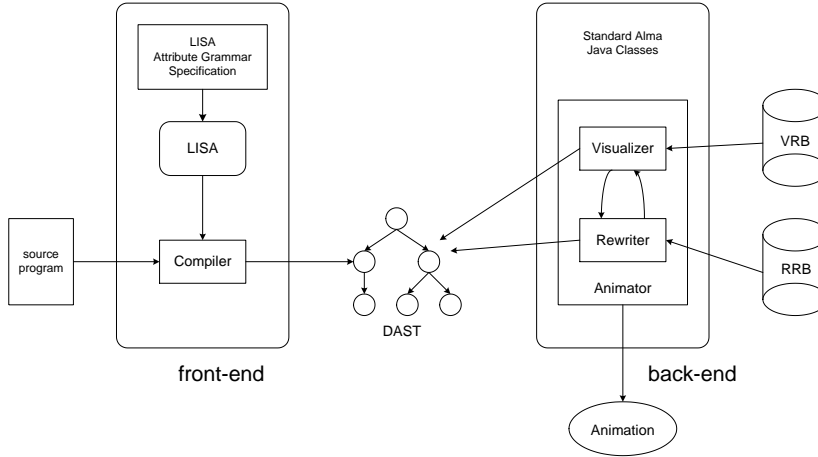 LISA
Attribute Grammar
Specification
LISA
source
program
Compiler
front-end
DAST
Standard Alma
Java Classes
Visualizer
Rewriter
Animator
back-end
VRB
RRB
Animation